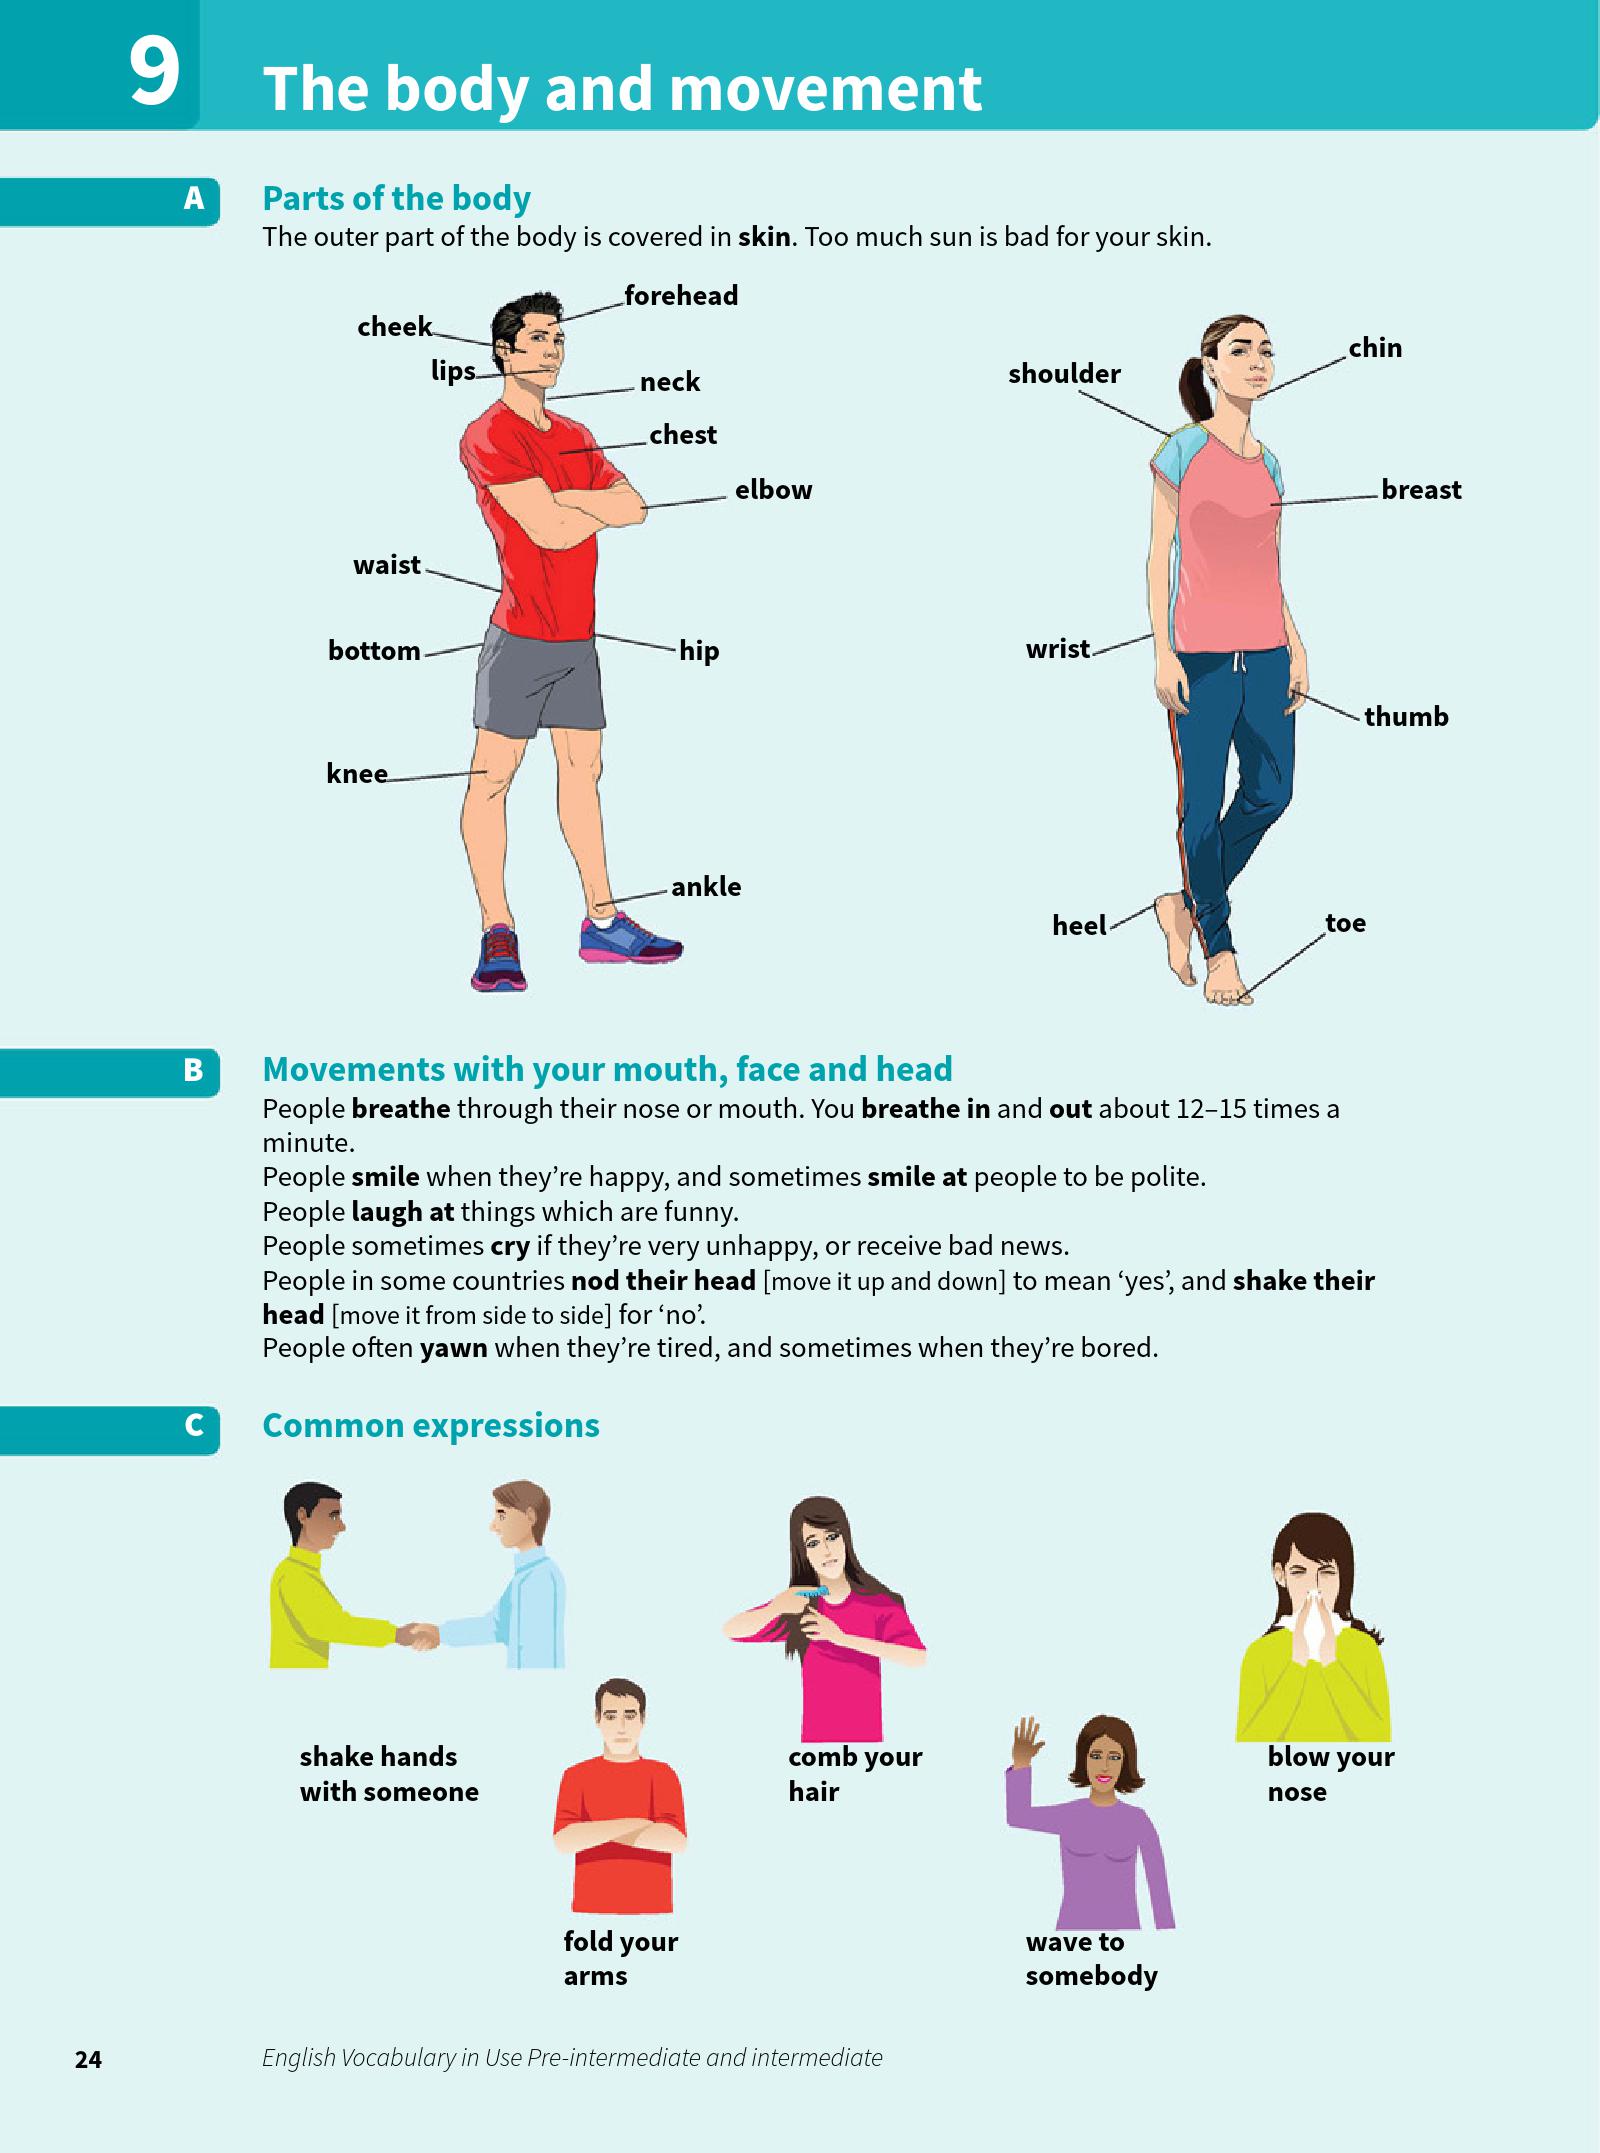 9
The body and movement
A
Parts of the body
The outer part of the body is covered in skin. Too much sun is bad for your skin.
forehead
cheek
lips
neck
chest
elbow
waist
bottom
hip
knee
ankle
chin
shoulder
breast
wrist
thumb
heel
toe
B
Movements with your mouth, face and head
People breathe through their nose or mouth. You breathe in and out about 12–15 times a
minute.
People smile when they’re happy, and sometimes smile at people to be polite.
People laugh at things which are funny.
People sometimes cry if they’re very unhappy, or receive bad news.
People in some countries nod their head [move it up and down] to mean ‘yes’, and shake their
head [move it from side to side] for ‘no’.
People often yawn when they’re tired, and sometimes when they’re bored.
C
Common expressions
shake hands
with someone
fold your
arms
comb your
hair
wave to
somebody
blow your
nose
24
English Vocabulary in Use Pre-intermediate and intermediate